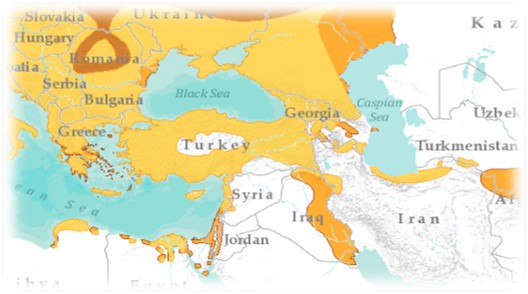 Slovakia
Ukraine
Kaz
Hungary
Romania
atia
Serbia
Black Sea
Bulgaria
Caspian
Sea
Georgia
Uzbek
Greece
Turkey
Turkmenistan
ean Sea
Syria
Af
Iraq
Iran
Jordan
ibya
Egypt